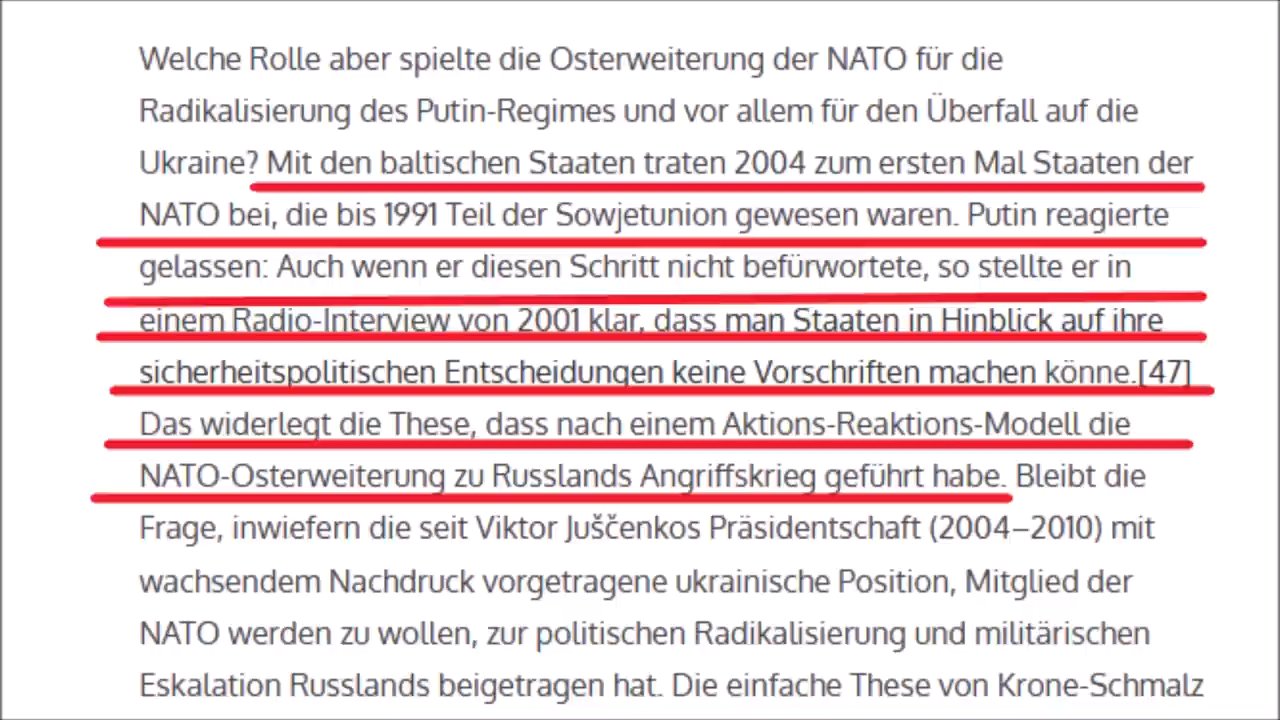 Welche Rolle aber spielte die Osterweiterung der NATO für die
Radikalisierung des Putin-Regimes und vor allem für den Überfall auf die
Ukraine? Mit den baltischen Staaten traten 2004 zum ersten Mal Staaten der
NATO bei, die bis 1991 Teil der Sowjetunion gewesen waren. Putin reagierte
gelassen: Auch wenn er diesen Schritt nicht befürwortete, so stellte er in
einem Radio-Interview von 2001 klar, dass man Staaten in Hinblick auf ihre
sicherheitspolitischen Entscheidungen keine Vorschriften machen könne.[47]
Das widerlegt die These, dass nach einem Aktions-Reaktions-Modell die
NATO-Osterweiterung zu Russlands Angriffskrieg geführt habe. Bleibt die
Frage, inwiefern die seit Viktor Juščenkos Präsidentschaft (2004–2010) mit
wachsendem Nachdruck vorgetragene ukrainische Position, Mitglied der
NATO werden zu wollen, zur politischen Radikalisierung und militärischen
Eskalation Russlands beigetragen hat. Die einfache These von Krone-Schmalz